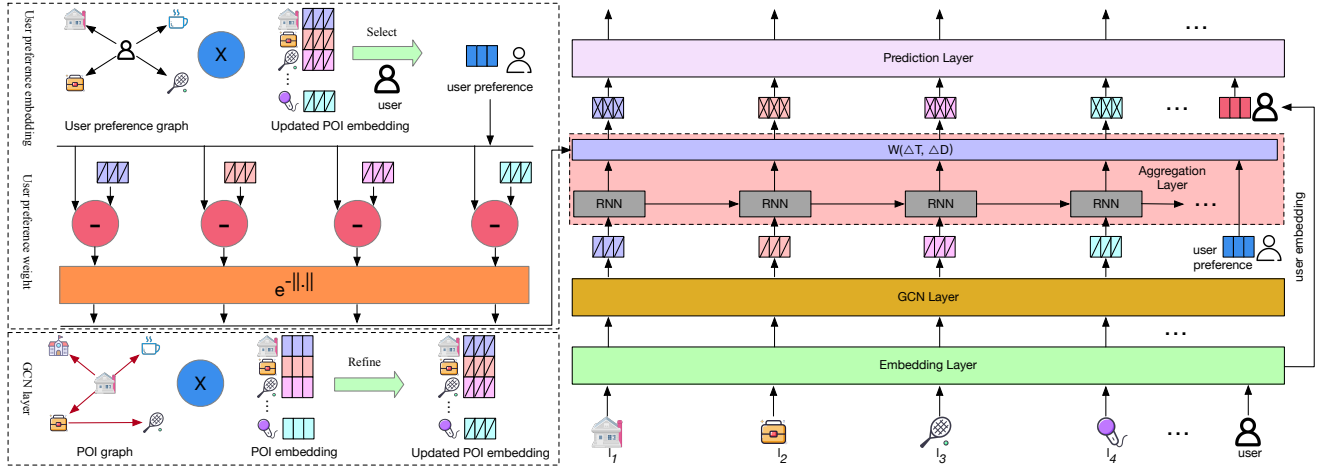 User preference embedding
X
Select
user
user preference
User preference graph
Updated POI embedding
User preference weight
-
-
-
-
e-||.||
GCN layer
X
Refine
POI graph
POI embedding
Updated POI embedding
...
Prediction Layer
...
W(△T, △D)
Aggregation
Layer
RNN
RNN
RNN
RNN
...
user
preference
user embedding
GCN Layer
...
Embedding Layer
...
l1
l2
l3
l4
user